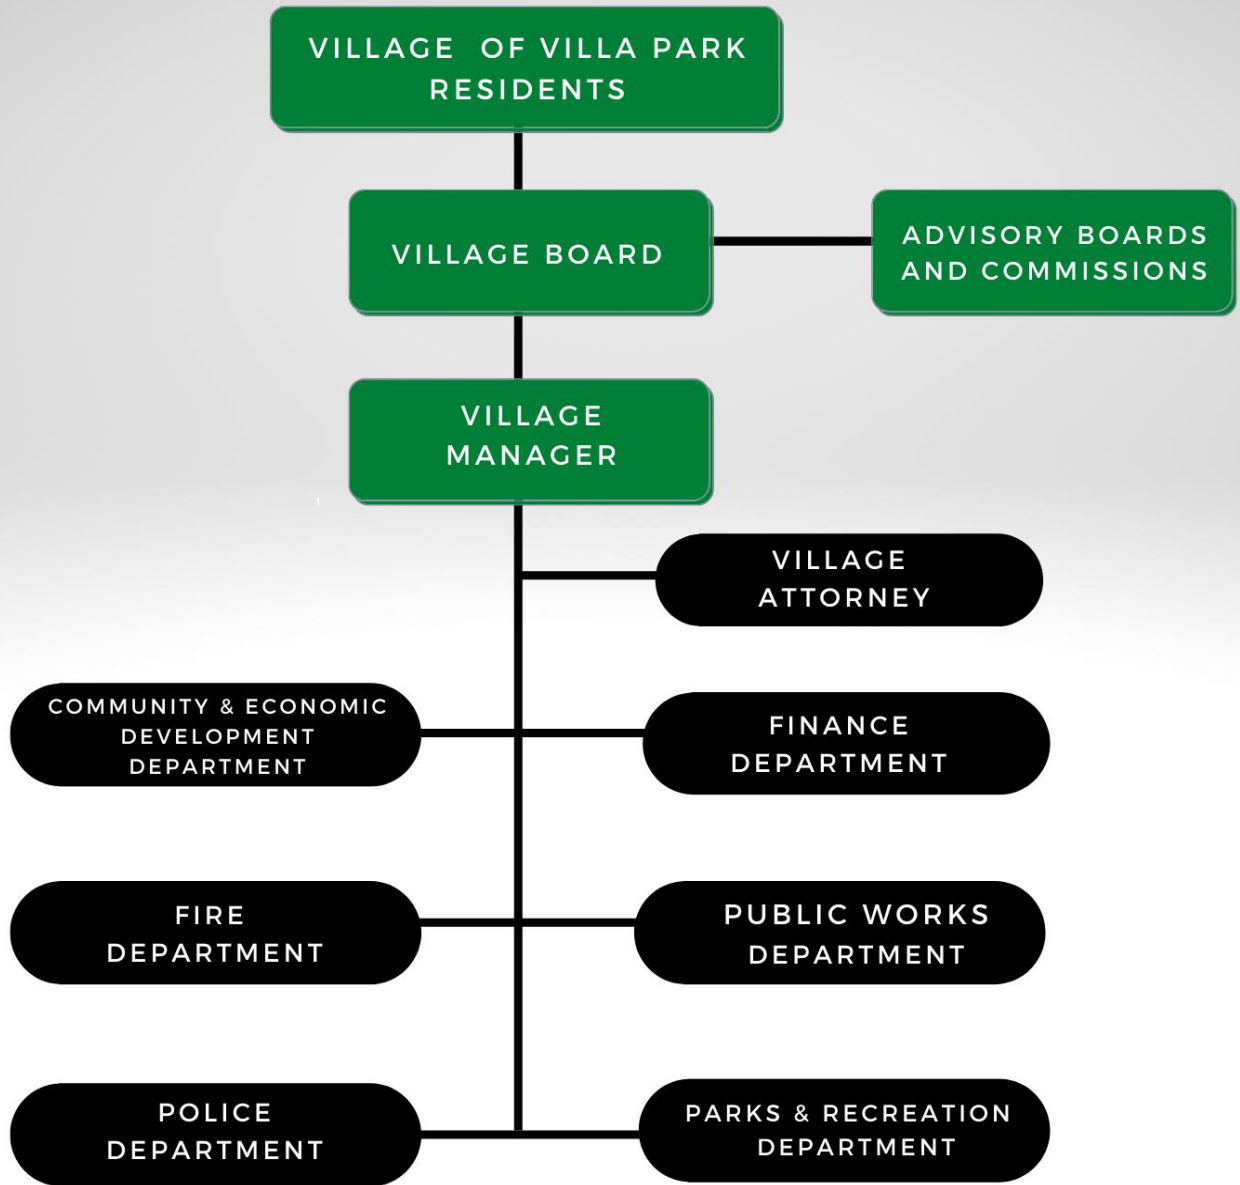 VILLAGE OF VILLA PARK
RESIDENTS
VILLAGE BOARD
ADVISORY BOARDS
AND COMMISSIONS
VILLAGE
MANAGER
1
VILLAGE
ATTORNEY
COMMUNITY & ECONOMIC
DEVELOPMENT
DEPARTMENT
FINANCE
DEPARTMENT
FIRE
DEPARTMENT
PUBLIC WORKS
DEPARTMENT
POLICE
DEPARTMENT
PARKS & RECREATION
DEPARTMENT